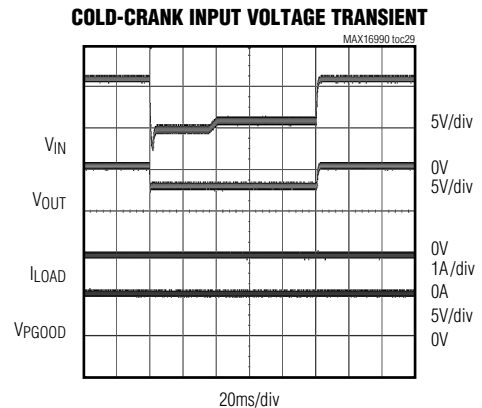 COLD-CRANK INPUT VOLTAGE TRANSIENT
MAX16990 toc29
VIN
5V/div
0V
VOUT
5V/div
0V
ILOAD
1A/div
0A
VPGOOD
5V/div
0V
20ms/div